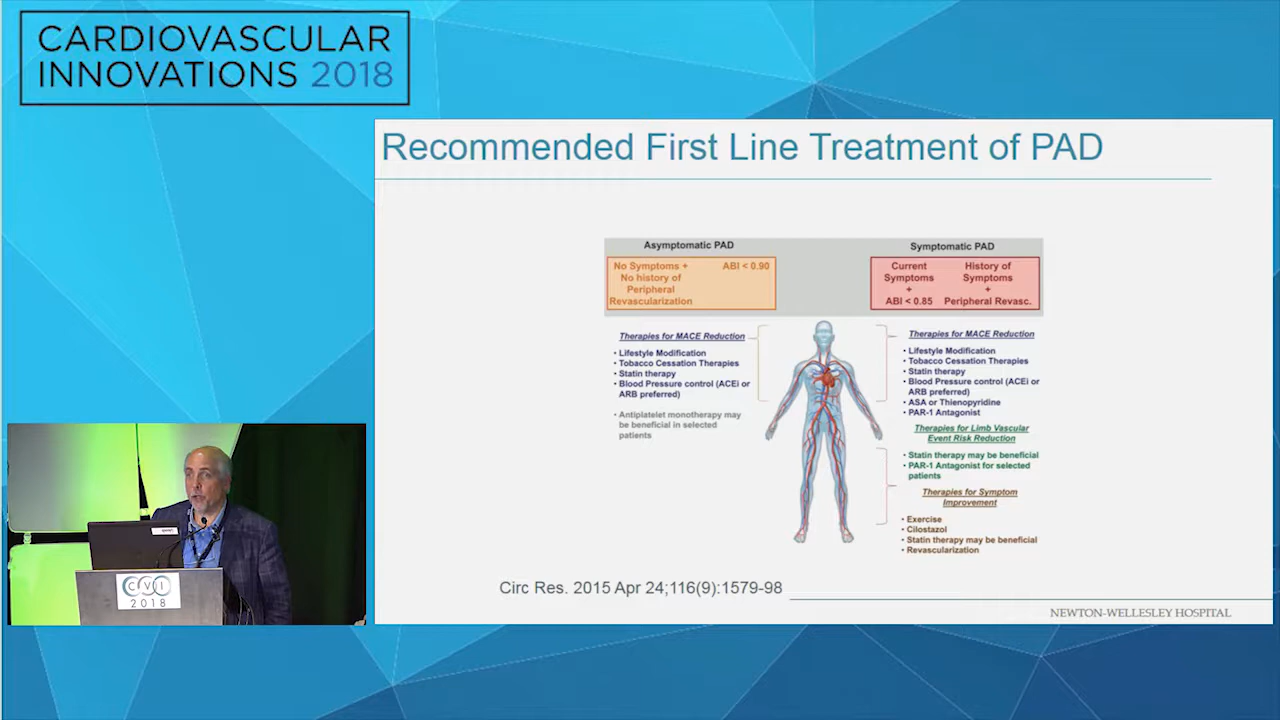 CARDIOVASCULAR
INNOVATIONS 2018
Recommended First Line Treatment of PAD
Asymptomatic PAD
No Symptoms +
No history of
Peripheral
Revascularization
ABI < 0.90
Symptomatic PAD
Current
Symptoms
+
ABI < 0.85
History of
Symptoms
+
Peripheral Revasc.
Therapies for MACE Reduction
• Lifestyle Modification
• Tobacco Cessation Therapies
• Statin therapy
• Blood Pressure control (ACEi or
ARB preferred)
• Antiplatelet monotherapy may
be beneficial in selected
patients
Therapies for MACE Reduction
• Lifestyle Modification
• Tobacco Cessation Therapies
• Statin therapy
• Blood Pressure control (ACEi or
ARB preferred)
• ASA or Thienopyridine
• PAR-1 Antagonist
Therapies for Limb Vascular
Event Risk Reduction
• Statin therapy may be beneficial
• PAR-1 Antagonist for selected
patients
Therapies for Symptom
Improvement
• Exercise
• Cilostazol
• Statin therapy may be beneficial
• Revascularization
Circ Res. 2015 Apr 24;116(9):1579-98
NEWTON-WELLESLEY HOSPITAL
CVI
2018